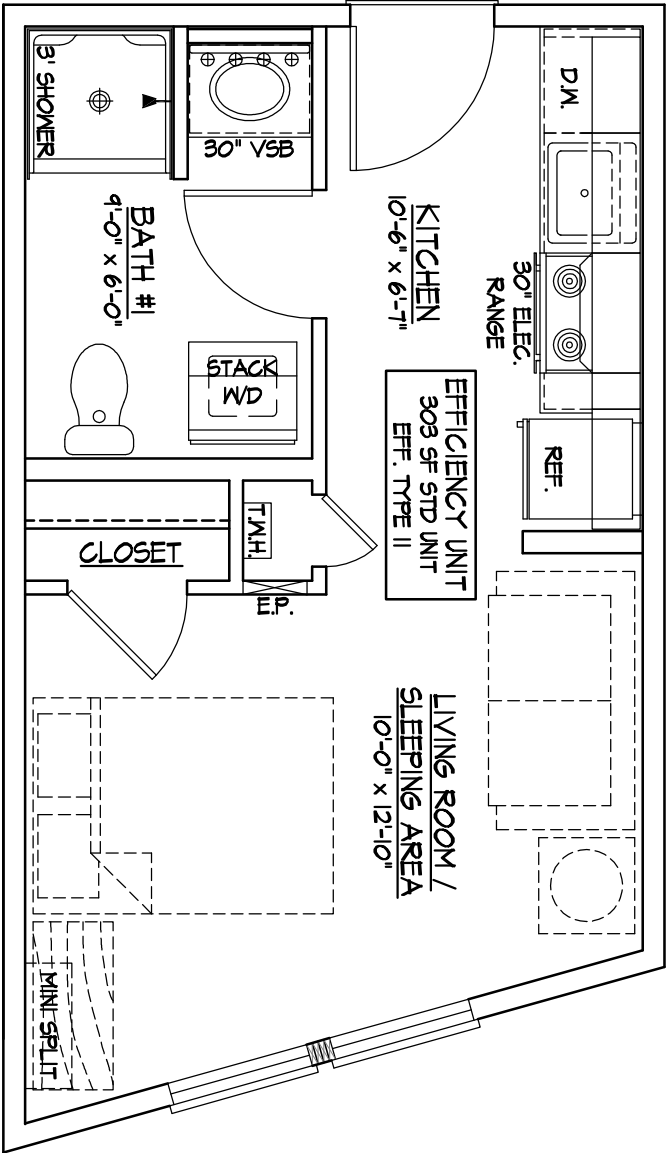 3' SHOWER
30" VSB
D.W.
BATH #1
9'-0" x 6'-0"
KITCHEN
10'-6" x 6'-7"
30" ELEC.
RANGE
STACK
W/D
EFFICIENCY UNIT
303 SF STD UNIT
EFF. TYPE 11
REF.
T.W.H.
CLOSET
E.P.
LIVING ROOM /
SLEEPING AREA
10'-0" x 12'-10"
MINI SPLIT